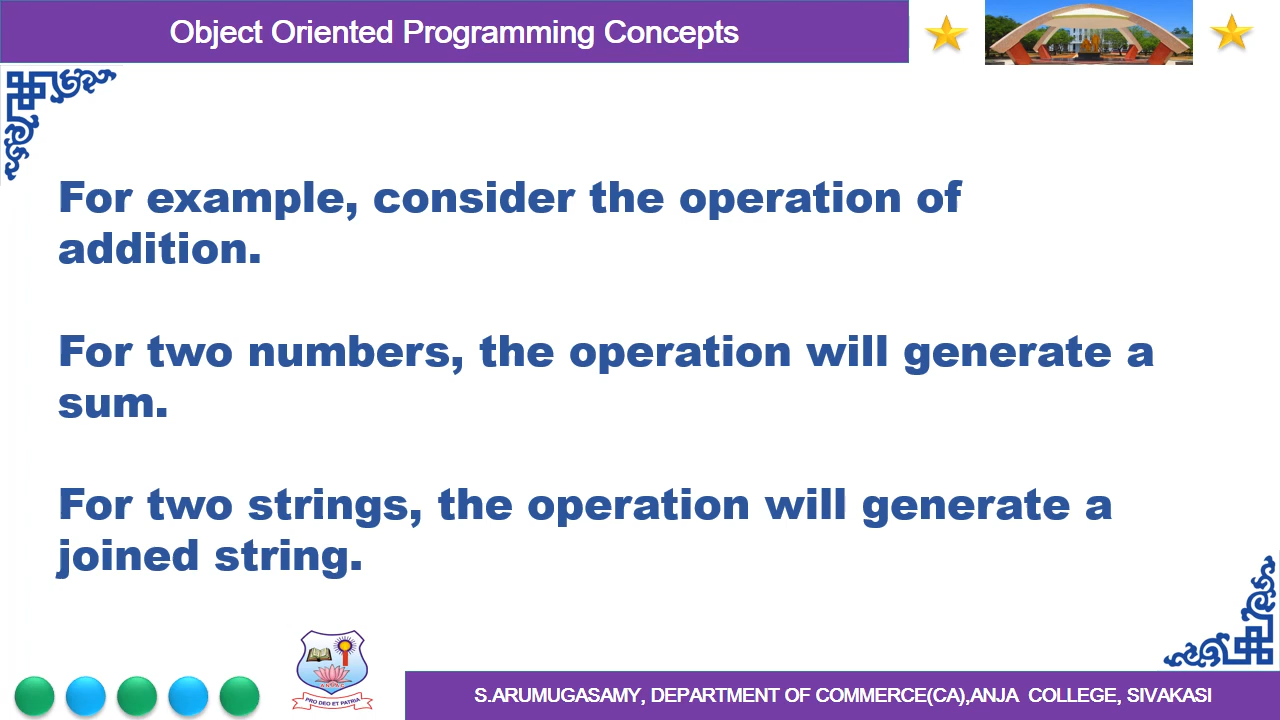 Object Oriented Programming Concepts
For example, consider the operation of
addition.
For two numbers, the operation will generate a
sum.
For two strings, the operation will generate a
joined string.
PRO DEO ET PATRIA
S.ARUMUGASAMY, DEPARTMENT OF COMMERCE(CA),ANJA COLLEGE, SIVAKASI